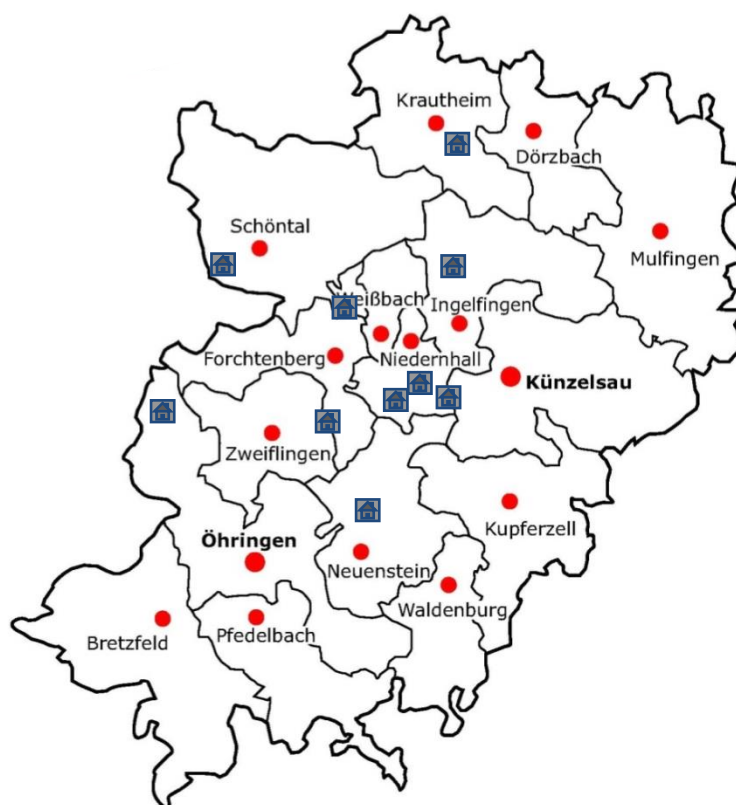 Krautheim
Dörzbach
Schöntal
Mulfingen
Weißbach
Ingelfingen
Forchtenberg
Niedernhall
Künzelsau
Zweiflingen
Kupferzell
Öhringen
Neuenstein
Waldenburg
Bretzfeld
Pfedelbach